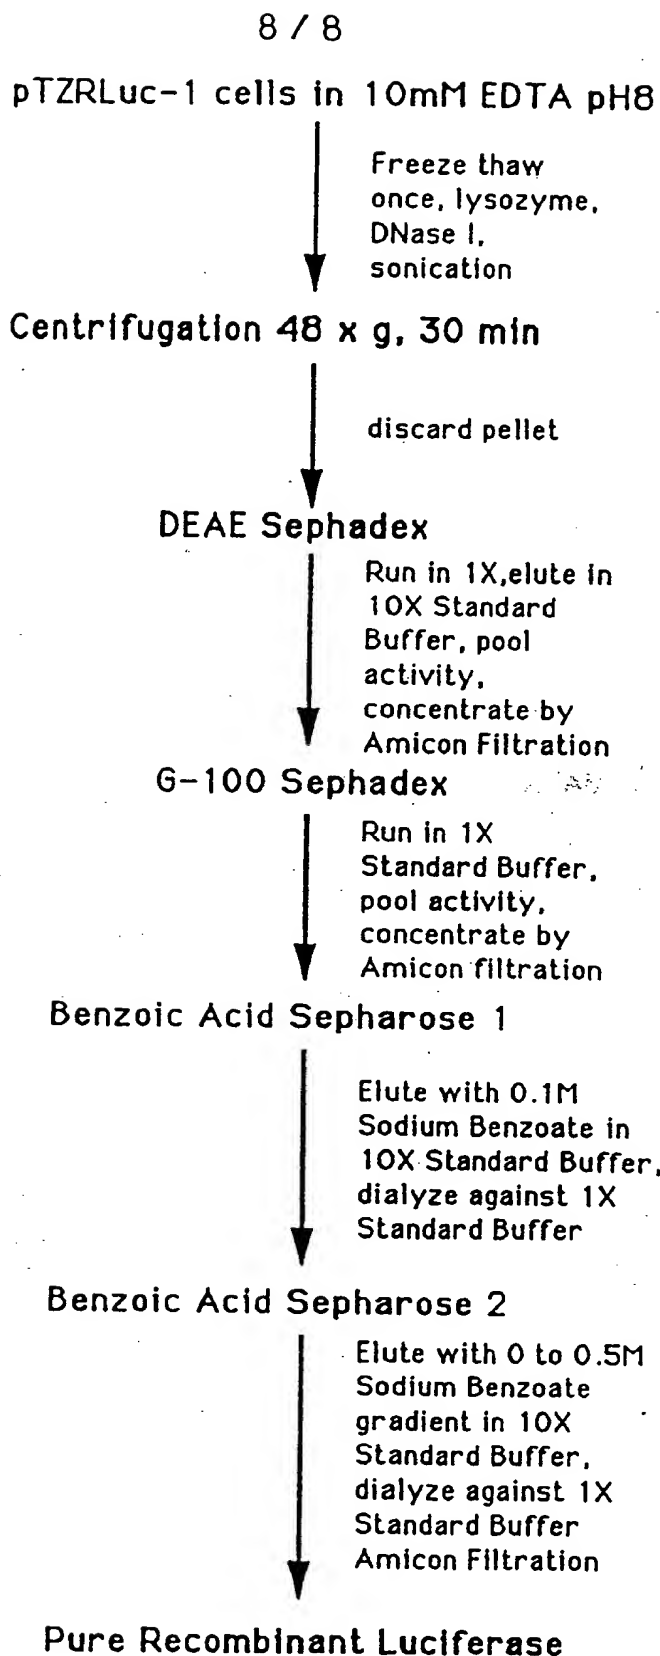 8 / 8
pTZRLuc-1 cells in 10mM EDTA pH8
Freeze thaw
once, lysozyme,
DNase I,
sonication
Centrifugation 48 x g, 30 min
discard pellet
DEAE Sephadex
Run in 1X,elute in
10X Standard
Buffer, pool
activity,
concentrate by
Amicon Filtration
G-100 Sephadex
Run in 1X
Standard Buffer,
pool activity,
concentrate by
Amicon filtration
Benzoic Acid Sepharose 1
Elute with 0.1M
Sodium Benzoate in
10X Standard Buffer,
dialyze against 1X
Standard Buffer
Benzoic Acid Sepharose 2
Elute with 0 to 0.5M
Sodium Benzoate
gradient in 10X
Standard Buffer,
dialyze against 1X
Standard Buffer
Amicon Filtration
Pure Recombinant Luciferase